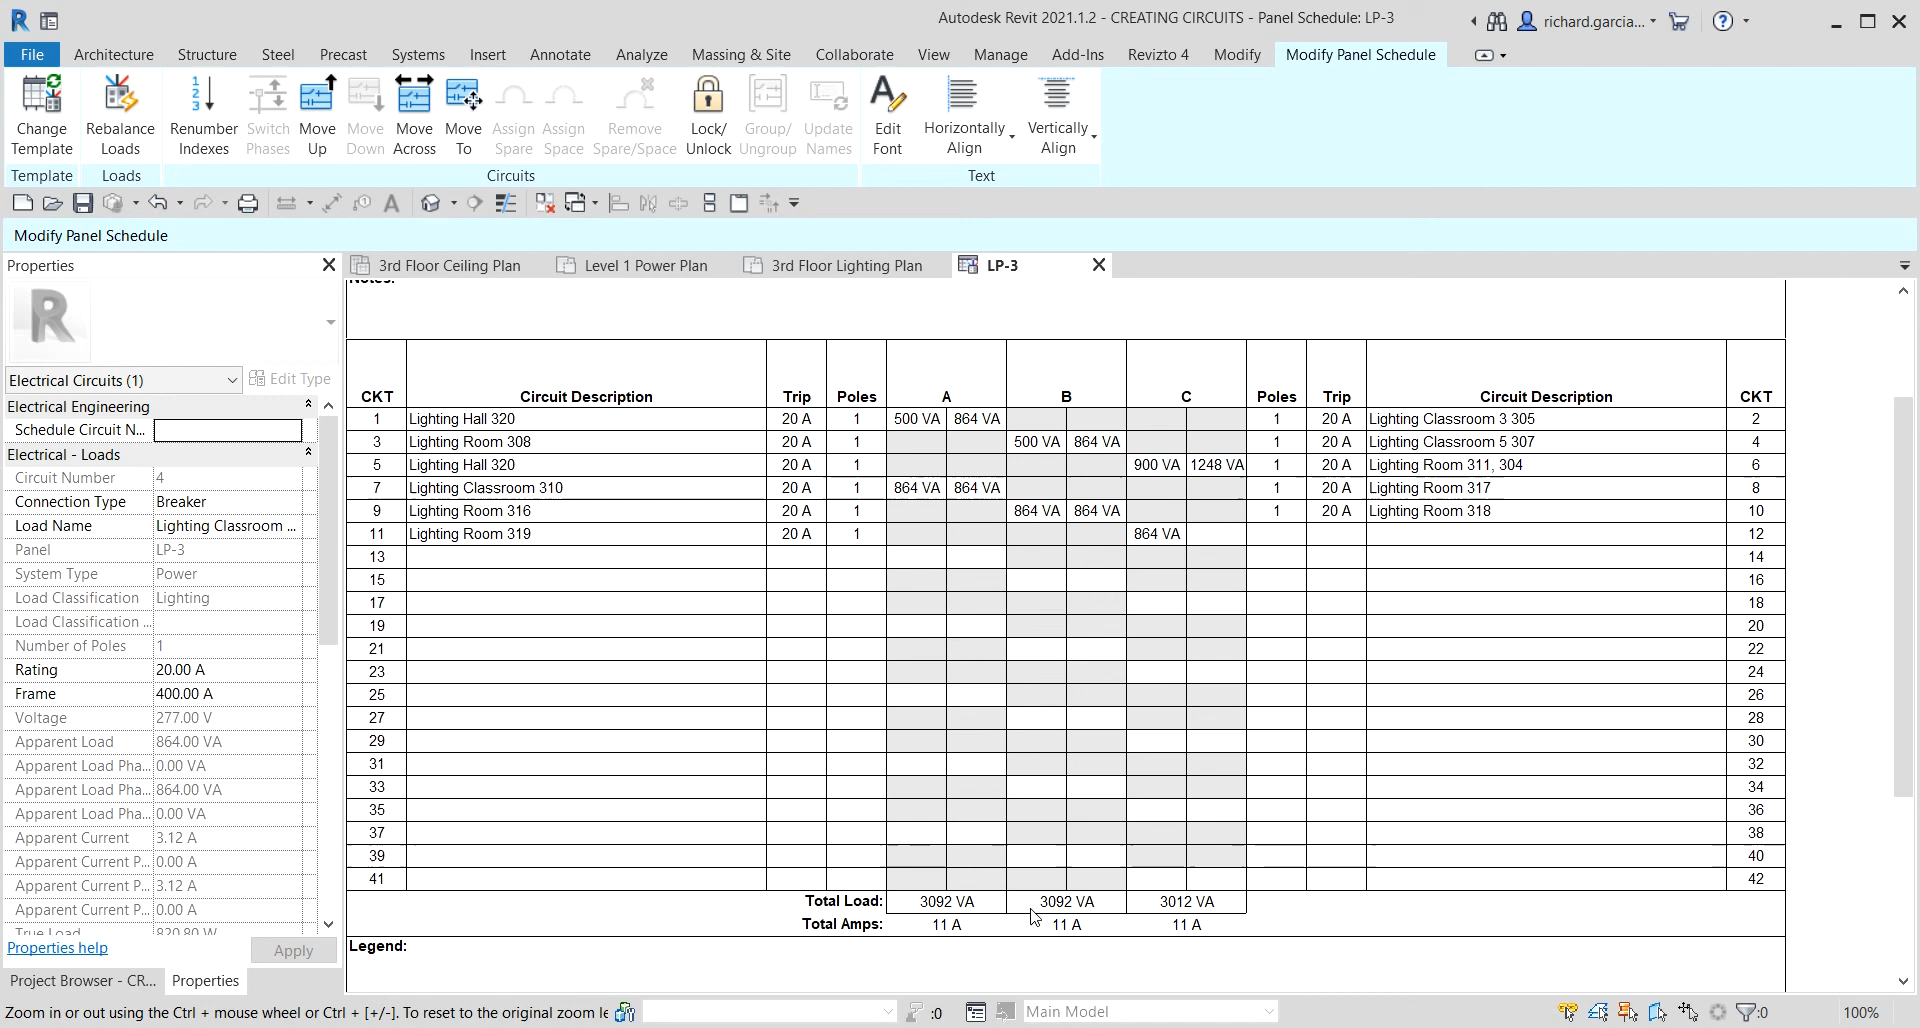 Autodesk Revit 2021.1.2 - CREATING CIRCUITS - Panel Schedule: LP-3
richard.garcia...
File Architecture Structure Steel Precast Systems Insert Annotate Analyze Massing & Site Collaborate View Manage Add-Ins Revizto 4 Modify Modify Panel Schedule
Change Template
Rebalance Loads
Renumber Indexes
Switch Phases
Move Up
Move Down
Move Across
Move To
Assign Spare
Assign Space
Remove Spare/Space
Lock/ Unlock
Group/ Ungroup
Update Names
Edit Font
Horizontally Align
Vertically Align
Template Loads Circuits Text
Modify Panel Schedule
Properties
3rd Floor Ceiling Plan Level 1 Power Plan 3rd Floor Lighting Plan LP-3
Electrical Circuits (1) Edit Type
Electrical Engineering
Schedule Circuit N...
Electrical - Loads
Circuit Number 4
Connection Type Breaker
Load Name Lighting Classroom ...
Panel LP-3
System Type Power
Load Classification Lighting
Load Classification ...
Number of Poles 1
Rating 20.00 A
Frame 400.00 A
Voltage 277.00 V
Apparent Load 864.00 VA
Apparent Load Pha... 0.00 VA
Apparent Load Pha... 864.00 VA
Apparent Load Pha... 0.00 VA
Apparent Current 3.12 A
Apparent Current P... 0.00 A
Apparent Current P... 3.12 A
Apparent Current P... 0.00 A
True Load 820.80 W
Properties help Apply
Project Browser - CR... Properties
Notes:
CKT Circuit Description Trip Poles A B C Poles Trip Circuit Description CKT
1 Lighting Hall 320 20 A 1 500 VA 864 VA 1 20 A Lighting Classroom 3 305 2
3 Lighting Room 308 20 A 1 500 VA 864 VA 1 20 A Lighting Classroom 5 307 4
5 Lighting Hall 320 20 A 1 900 VA 1248 VA 1 20 A Lighting Room 311, 304 6
7 Lighting Classroom 310 20 A 1 864 VA 864 VA 1 20 A Lighting Room 317 8
9 Lighting Room 316 20 A 1 864 VA 864 VA 1 20 A Lighting Room 318 10
11 Lighting Room 319 20 A 1 864 VA 12
13 14
15 16
17 18
19 20
21 22
23 24
25 26
27 28
29 30
31 32
33 34
35 36
37 38
39 40
41 42
Total Load: 3092 VA 3092 VA 3012 VA
Total Amps: 11 A 11 A 11 A
Legend:
Zoom in or out using the Ctrl + mouse wheel or Ctrl + [+/-]. To reset to the original zoom le
:0 Main Model :0 100%